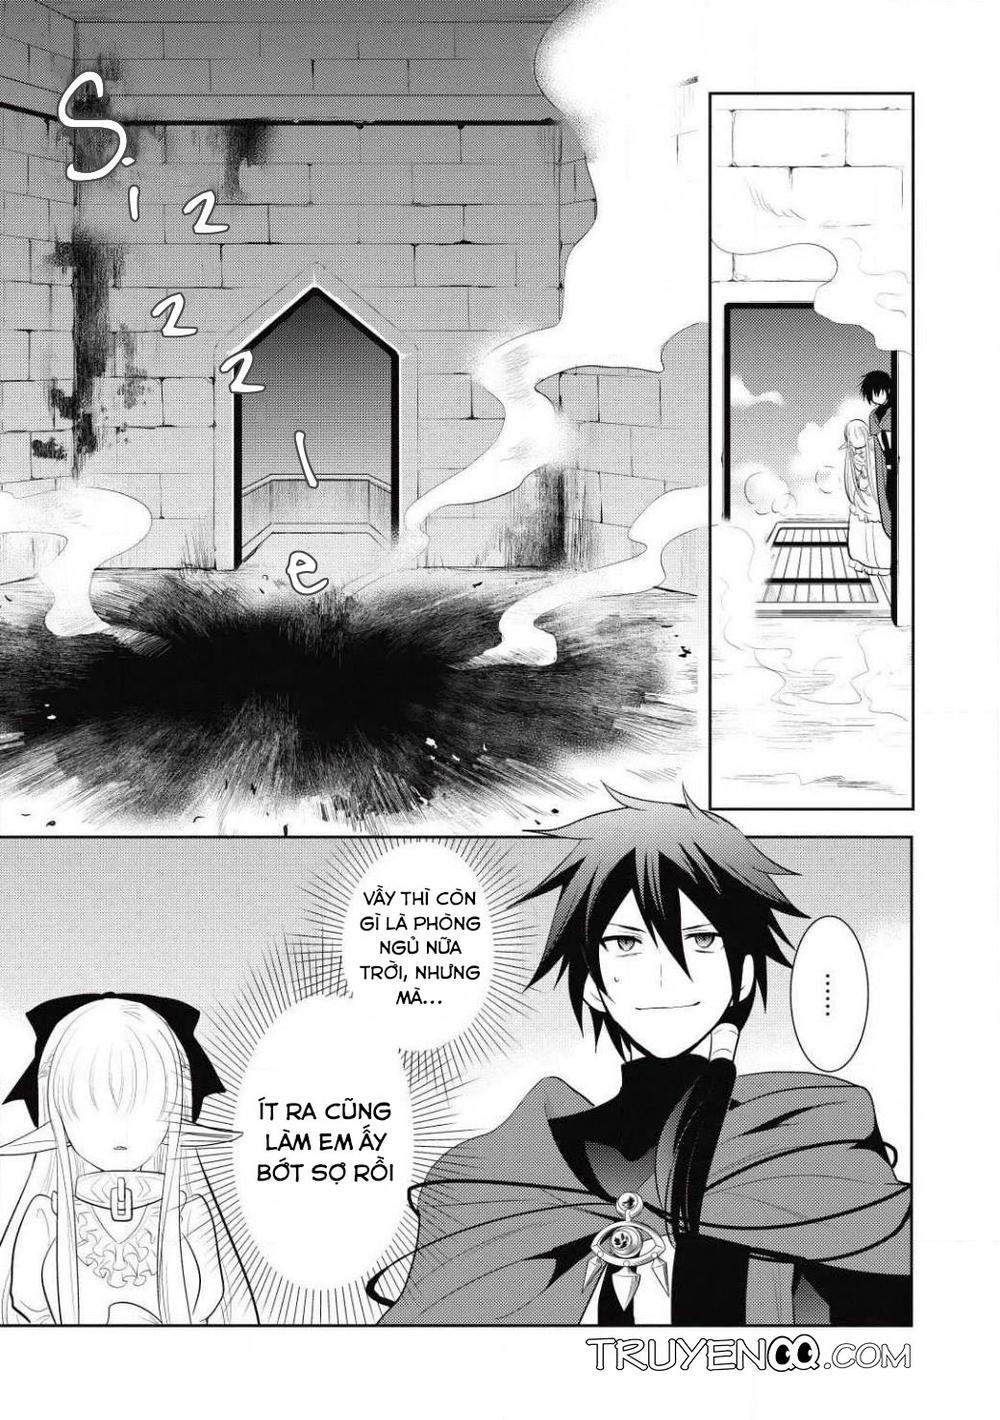 Sizzle
......
VẦY THÌ CÒN
GÌ LÀ PHÒNG
NGỦ NỮA
TRỜI, NHƯNG
MÀ...
ÍT RA CŨNG
LÀM EM ẤY
BỚT SỢ RỒI
TRUYENQQ.COM